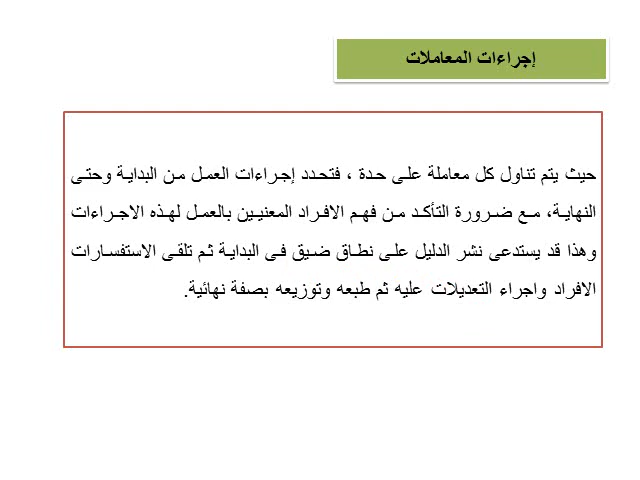 إجراءات المعاملات
حيث يتم تناول كل معاملة على حدة ، فتحدد إجراءات العمل من البداية وحتى
النهاية، مع ضرورة التأكد من فهم الافراد المعنيين بالعمل لهذه الاجراءات
وهذا قد يستدعى نشر الدليل على نطاق ضيق فى البداية ثم تلقى الاستفسارات
الافراد واجراء التعديلات عليه ثم طبعه وتوزيعه بصفة نهائية.